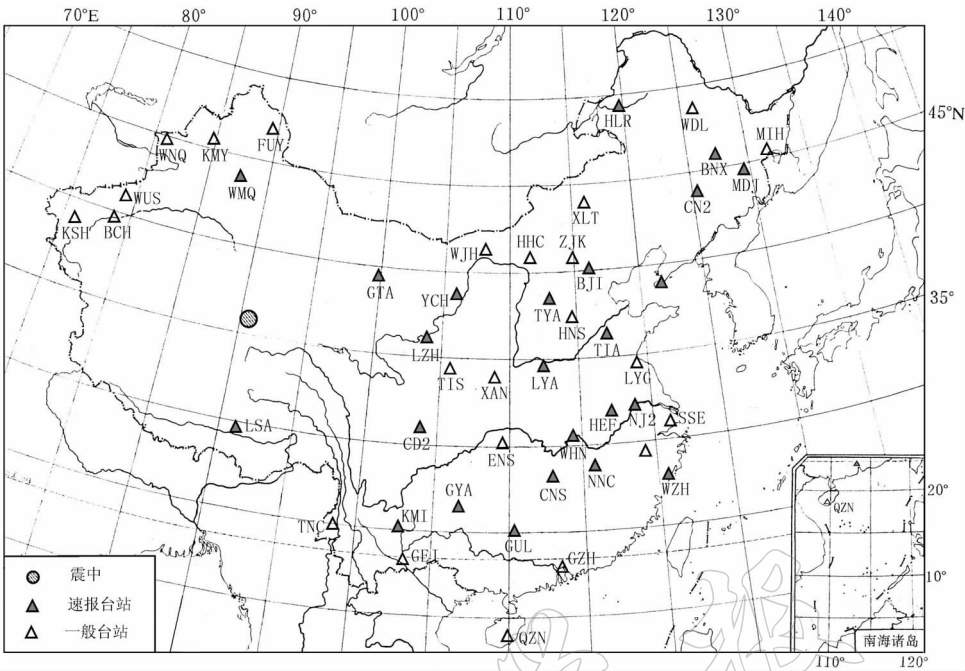 70°E 80° 90° 100° 110° 120° 130° 140°
45°N
HLR
WDL
MIH
WNQ KMY FUY
BNX
MDJ
WMQ
CN2
WUS
XLT
KSH BCH
WJH HHC ZJK
BJI
GTA
YCH
35°
TYA
HNS
LZH
TIA
TIS
XAN
LYA
LYG
HEF NJ2 SSE
LSA
CD2
ENS
WHN
CNS
NNC
WZH
GYA
20°
QZN
TNC
KMI
GUL
GEJ
GZH
震中
10°
速报台站
一般台站
QZN
南海诸岛
110° 120°